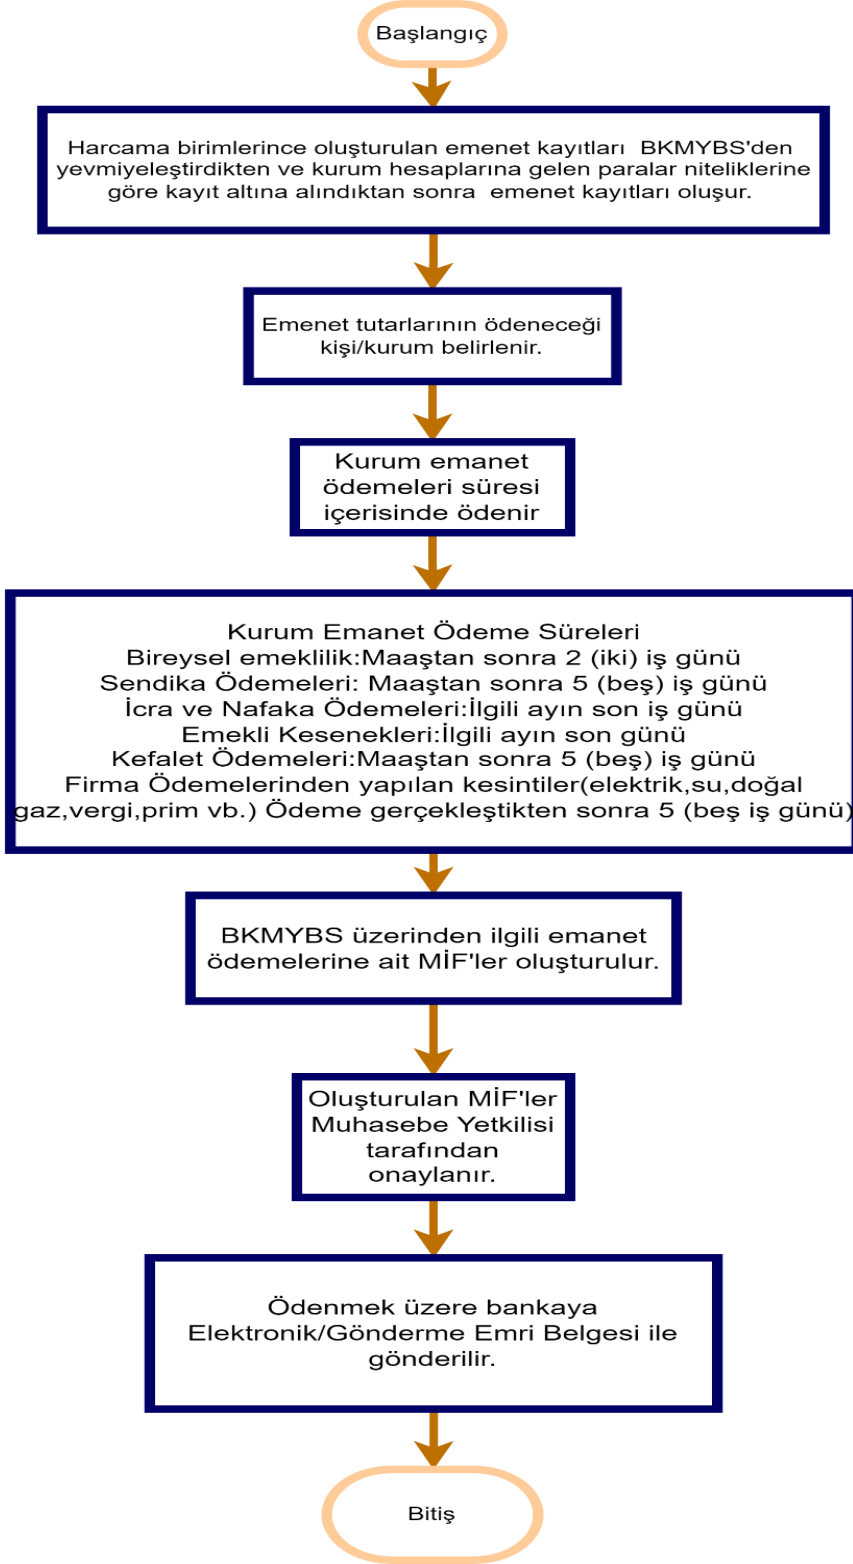 Başlangıç
Harcama birimlerince oluşturulan emenet kayıtları BKMYBS'den
yevmiyeleştirdikten ve kurum hesaplarına gelen paralar niteliklerine
göre kayıt altına alındıktan sonra emenet kayıtları oluşur.
Emenet tutarlarının ödeneceği
kişi/kurum belirlenir.
Kurum emanet
ödemeleri süresi
içerisinde ödenir
Kurum Emanet Ödeme Süreleri
Bireysel emeklilik:Maaştan sonra 2 (iki) iş günü
Sendika Ödemeleri: Maaştan sonra 5 (beş) iş günü
İcra ve Nafaka Ödemeleri:İlgili ayın son iş günü
Emekli Kesenekleri:İlgili ayın son günü
Kefalet Ödemeleri:Maaştan sonra 5 (beş) iş günü
Firma Ödemelerinden yapılan kesintiler(elektrik,su,doğal
gaz,vergi,prim vb.) Ödeme gerçekleştikten sonra 5 (beş iş günü)
BKMYBS üzerinden ilgili emanet
ödemelerine ait MİF'ler oluşturulur.
Oluşturulan MİF'ler
Muhasebe Yetkilisi
tarafından
onaylanır.
Ödenmek üzere bankaya
Elektronik/Gönderme Emri Belgesi ile
gönderilir.
Bitiş